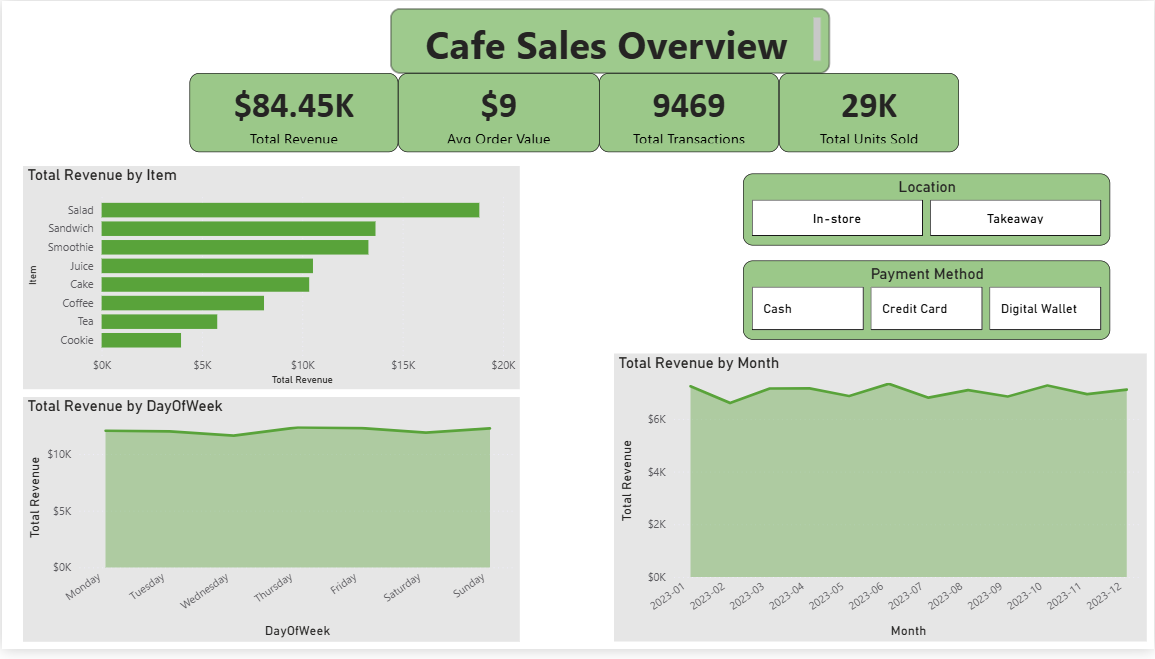 Cafe Sales Overview
$84.45K
Total Revenue
$9
Avg Order Value
9469
Total Transactions
29K
Total Units Sold
Total Revenue by Item
Item
Salad
Sandwich
Smoothie
Juice
Cake
Coffee
Tea
Cookie
$0K $5K $10K $15K $20K
Total Revenue
Location
In-store Takeaway
Payment Method
Cash Credit Card Digital Wallet
Total Revenue by DayOfWeek
Total Revenue
$10K
$5K
$0K
Monday Tuesday Wednesday Thursday Friday Saturday Sunday
DayOfWeek
Total Revenue by Month
Total Revenue
$6K
$4K
$2K
$0K
2023-01 2023-02 2023-03 2023-04 2023-05 2023-06 2023-07 2023-08 2023-09 2023-10 2023-11 2023-12
Month